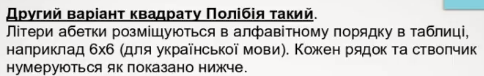 Другий варіант квадрату Полібія такий.
Літери абетки розміщуються в алфавітному порядку в таблиці,
наприклад 6х6 (для української мови). Кожен рядок та ствопчик
нумеруються як показано нижче.